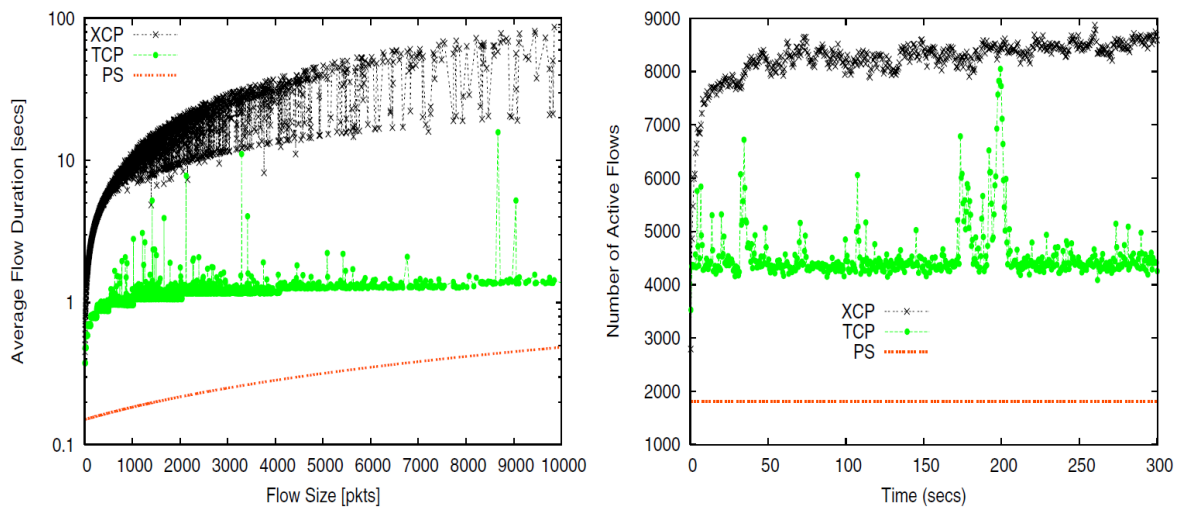 Average Flow Duration [secs]
100
10
1
0.1
XCP
TCP
PS
0 1000 2000 3000 4000 5000 6000 7000 8000 9000 10000
Flow Size [pkts]
Number of Active Flows
9000
8000
7000
6000
5000
4000
3000
2000
1000
XCP
TCP
PS
0 50 100 150 200 250 300
Time (secs)